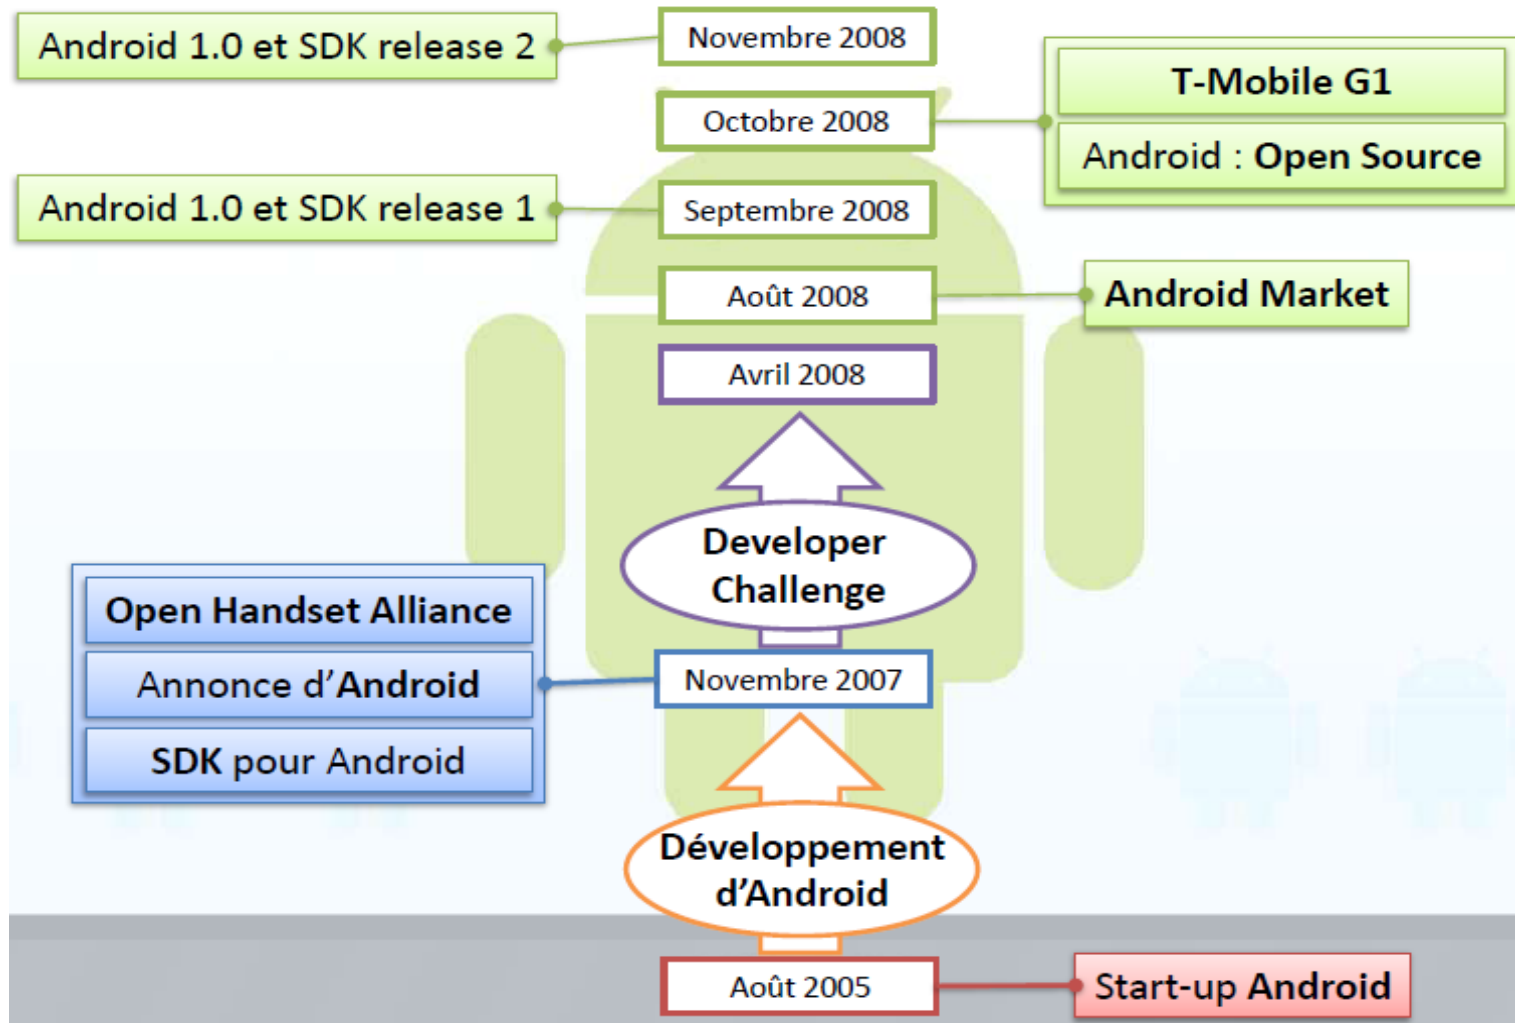 Android 1.0 et SDK release 2
Novembre 2008
T-Mobile G1
Octobre 2008
Android : Open Source
Android 1.0 et SDK release 1
Septembre 2008
Août 2008
Android Market
Avril 2008
Developer
Challenge
Open Handset Alliance
Annonce d’Android
SDK pour Android
Novembre 2007
Développement
d’Android
Août 2005
Start-up Android